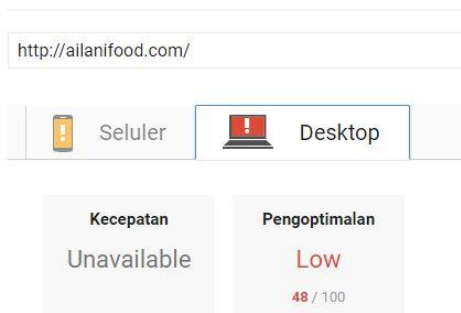 http://ailanifood.com/
Seluler
Desktop
Kecepatan
Unavailable
Pengoptimalan
Low
48 / 100